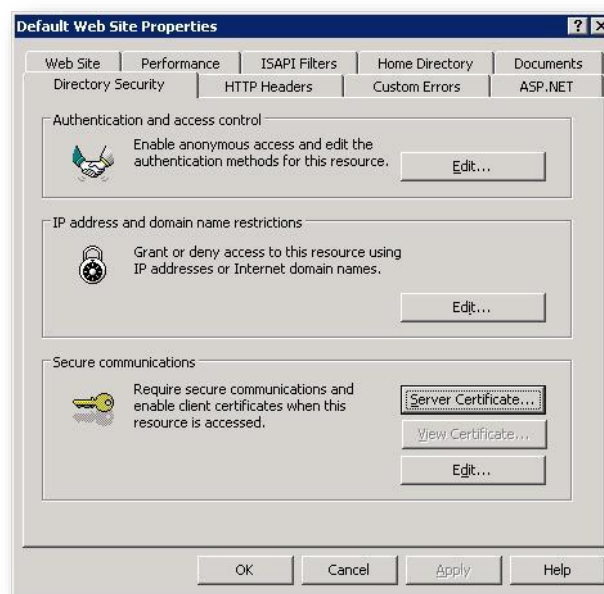 Default Web Site Properties
Web Site Performance ISAPI Filters Home Directory Documents
Directory Security HTTP Headers Custom Errors ASP.NET
Authentication and access control
Enable anonymous access and edit the
authentication methods for this resource.
Edit...
IP address and domain name restrictions
Grant or deny access to this resource using
IP addresses or Internet domain names.
Edit...
Secure communications
Require secure communications and
enable client certificates when this
resource is accessed.
Server Certificate...
View Certificate...
Edit...
OK Cancel Apply Help